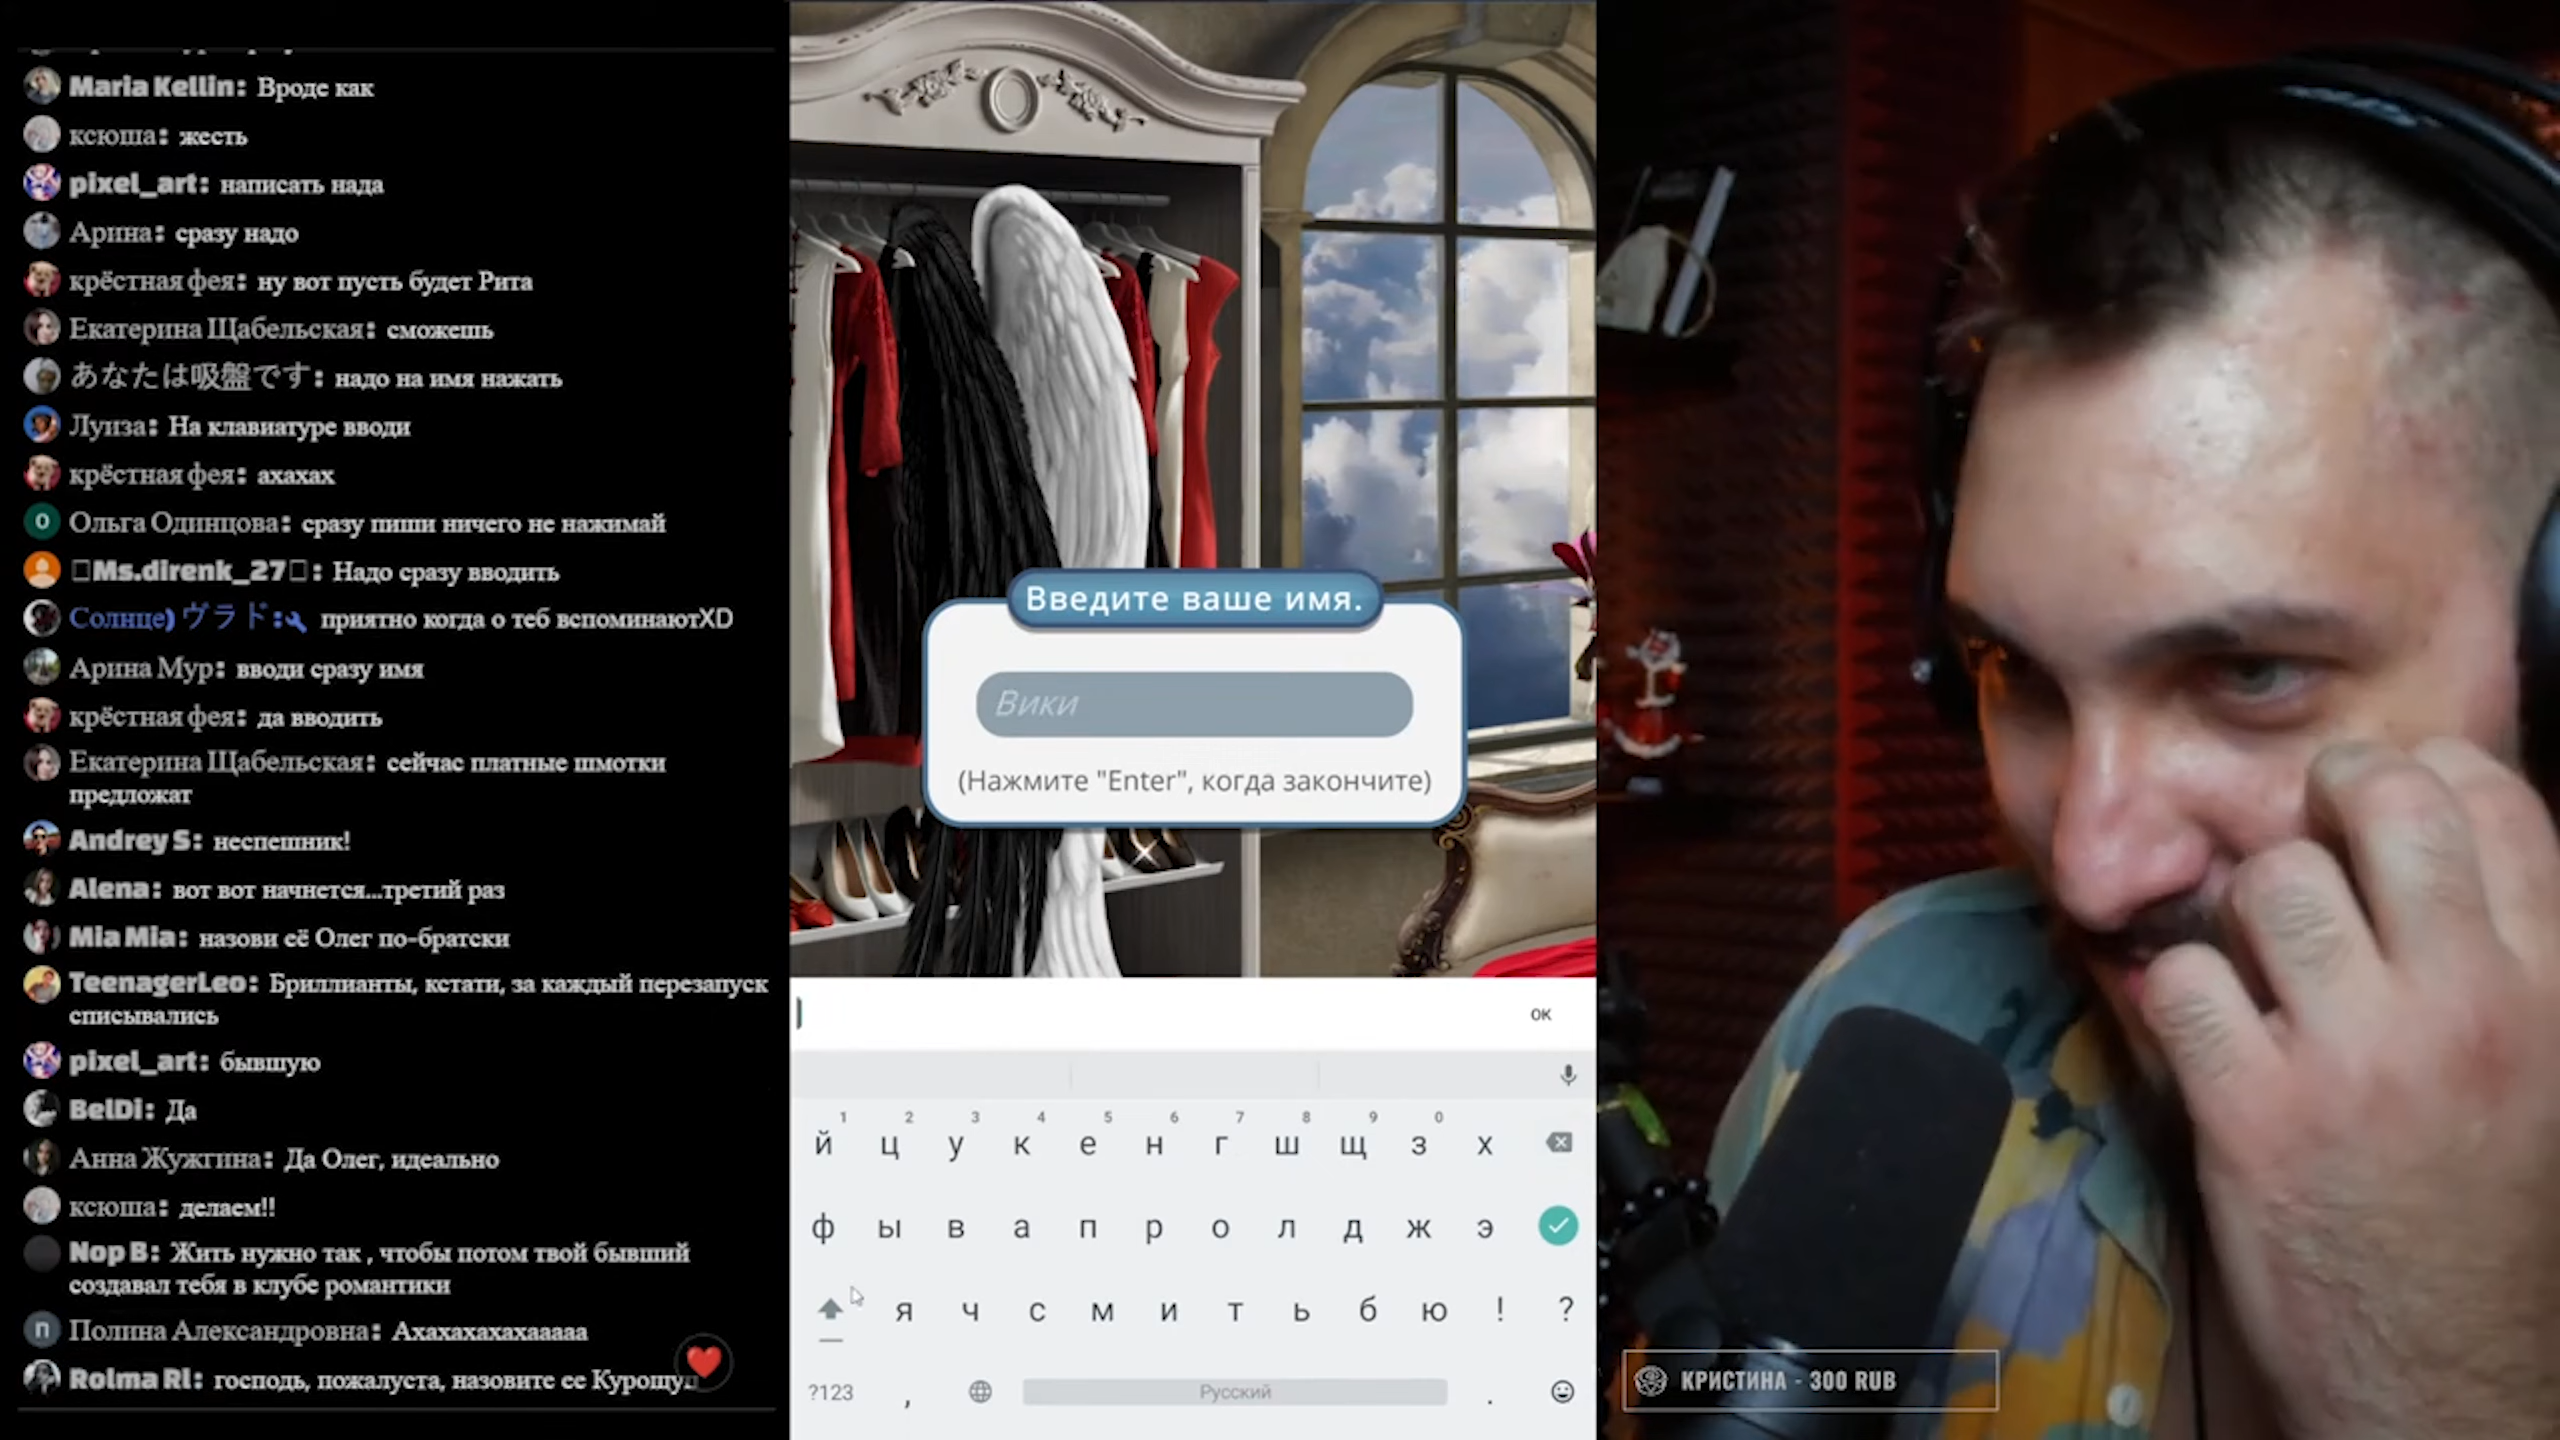 Maria Kellin: Вроде как
ксюша: жесть
pixel_art: написать нада
Арина: сразу надо
крёстная фея: ну вот пусть будет Рита
Екатерина Щабельская: сможешь
あなたは吸盤です: надо на имя нажать
Луиза: На клавиатуре вводи
крёстная фея: ахахах
О
Ольга Одинцова: сразу пиши ничего не нажимай
Ms.direnk_27: Надо сразу вводить
Солнце) ヴラド: приятно когда о теб вспоминаютXD
Арина Мур: вводи сразу имя
крёстная фея: да вводить
Екатерина Щабельская: сейчас платные шмотки
предложат
Andrey S: неспешник!
Alena: вот вот начнется...третий раз
Mia Mia: назови её Олег по-братски
TeenagerLeo: Бриллианты, кстати, за каждый перезапуск
списывались
pixel_art: бывшую
BelDi: Да
Анна Жужгина: Да Олег, идеально
ксюша: делаем!!
Nop B: Жить нужно так , чтобы потом твой бывший
создавал тебя в клубе романтики
п
Полина Александровна: Ахахахахахааааа
Rolma Rl: господь, пожалуста, назовите ее
Введите ваше имя.
Вики
(Нажмите "Enter", когда закончите)
ОК
1 2 3 4 5 6 7 8 9 0
й ц у к е н г ш щ з х
ф ы в а п р о л д ж э
я ч с м и т ь б ю ! ?
?123 , Русский .
КРИСТИНА - 300 RUB